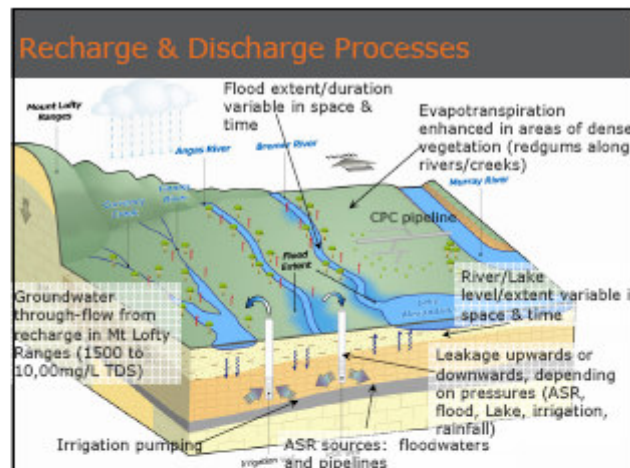 Recharge & Discharge Processes
Mount Lofty
Ranges
Flood extent/duration
variable in space &
time
Evapotranspiration
enhanced in areas of dense
vegetation (redgums along
rivers/creeks)
Angas River
Bremer River
Murray River
CPC pipeline
Flood
Extent
River/Lake
level/extent variable i
space & time
Groundwater
through-flow from
recharge in Mt Lofty
Ranges (1500 to
10,00mg/L TDS)
Leakage upwards or
downwards, depending
on pressures (ASR,
flood, Lake, irrigation,
rainfall)
Irrigation pumping
ASR sources: floodwaters
and pipelines